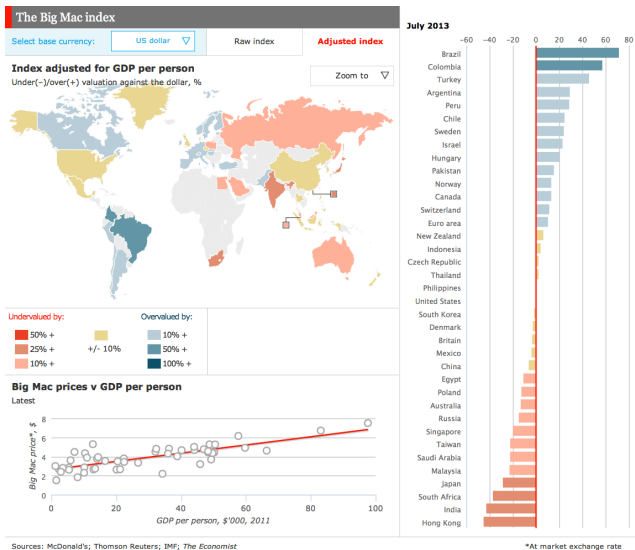 The Big Mac index
Select base currency: US dollar Raw index Adjusted index
Index adjusted for GDP per person
Under(−)/over(+) valuation against the dollar, %
Zoom to
Undervalued by: Overvalued by:
50% + 10% +
25% + +/- 10% 50% +
10% + 100% +
Big Mac prices v GDP per person
Latest
Big Mac price*, $
8
6
4
2
0
0 20 40 60 80 100
GDP per person, $'000, 2011
July 2013
−60 −40 −20 0 20 40 60 80
Brazil
Colombia
Turkey
Argentina
Peru
Chile
Sweden
Israel
Hungary
Pakistan
Norway
Canada
Switzerland
Euro area
New Zealand
Indonesia
Czech Republic
Thailand
Philippines
United States
South Korea
Denmark
Britain
Mexico
China
Egypt
Poland
Australia
Russia
Singapore
Taiwan
Saudi Arabia
Malaysia
Japan
South Africa
India
Hong Kong
Sources: McDonald's; Thomson Reuters; IMF; The Economist
*At market exchange rate